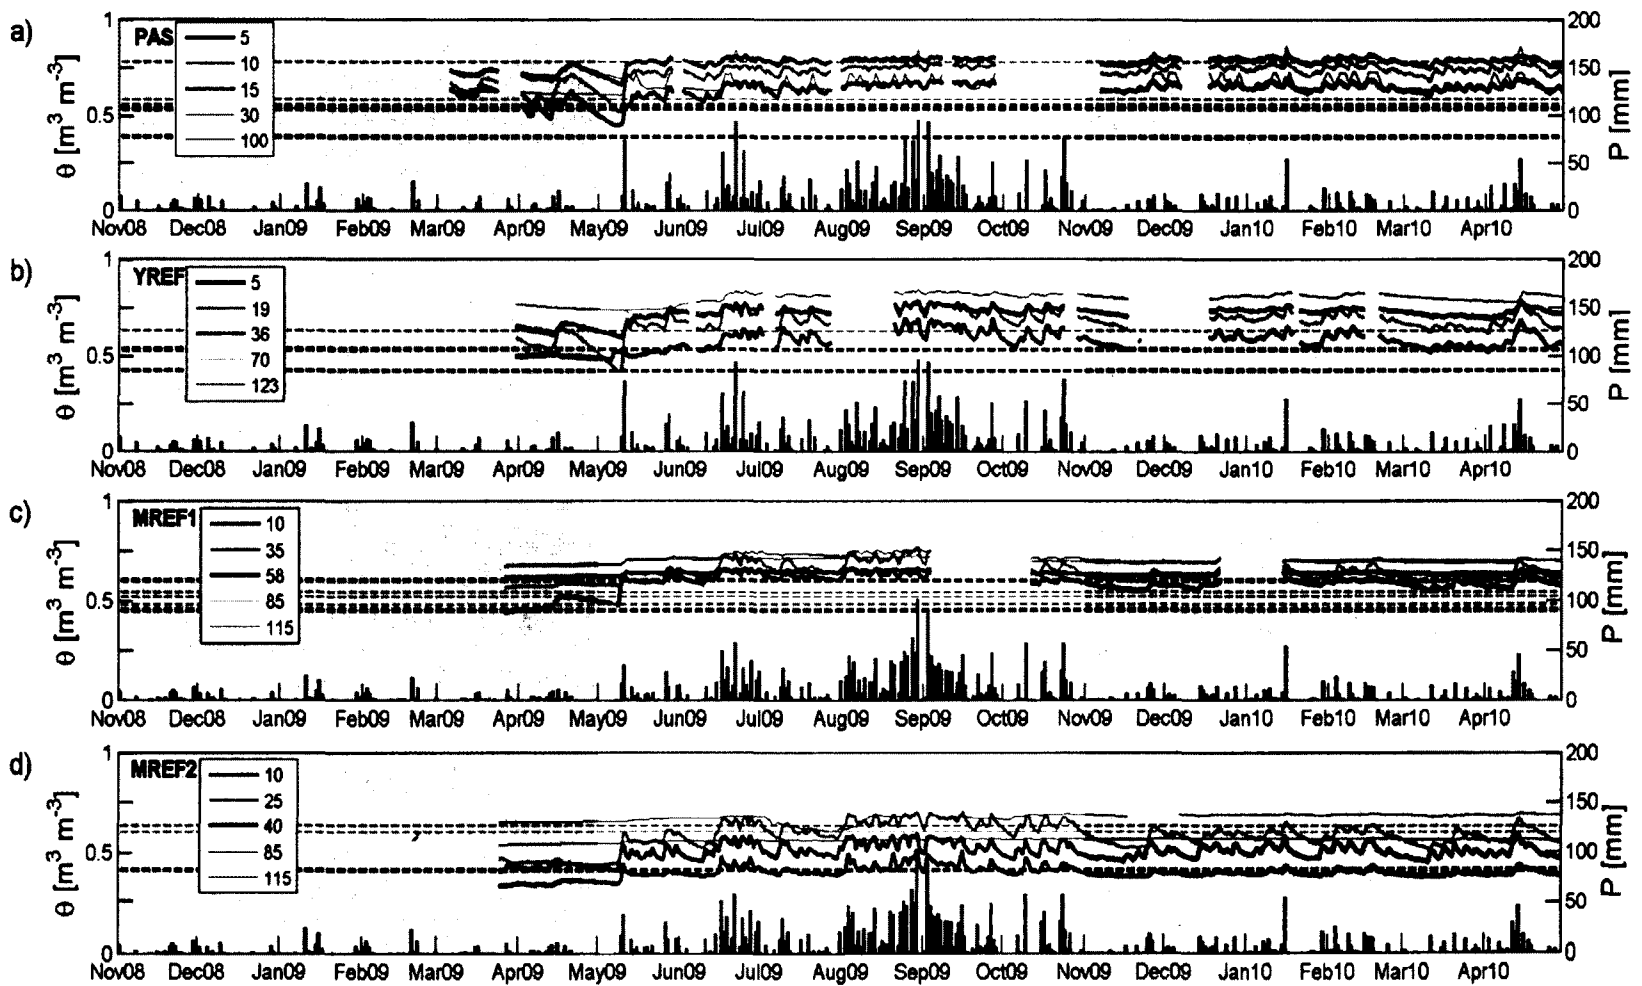 a)
PAS
5
10
15
30
100
θ [m³ m⁻³]
1
0.5
0
200
150
100
50
0
P [mm]
Nov08 Dec08 Jan09 Feb09 Mar09 Apr09 May09 Jun09 Jul09 Aug09 Sep09 Oct09 Nov09 Dec09 Jan10 Feb10 Mar10 Apr10
b)
YREF
5
19
36
70
123
θ [m³ m⁻³]
1
0.5
0
200
150
100
50
0
P [mm]
Nov08 Dec08 Jan09 Feb09 Mar09 Apr09 May09 Jun09 Jul09 Aug09 Sep09 Oct09 Nov09 Dec09 Jan10 Feb10 Mar10 Apr10
c)
MREF1
10
35
58
85
115
θ [m³ m⁻³]
1
0.5
0
200
150
100
50
0
P [mm]
Nov08 Dec08 Jan09 Feb09 Mar09 Apr09 May09 Jun09 Jul09 Aug09 Sep09 Oct09 Nov09 Dec09 Jan10 Feb10 Mar10 Apr10
d)
MREF2
10
25
40
85
115
θ [m³ m⁻³]
1
0.5
0
200
150
100
50
0
P [mm]
Nov08 Dec08 Jan09 Feb09 Mar09 Apr09 May09 Jun09 Jul09 Aug09 Sep09 Oct09 Nov09 Dec09 Jan10 Feb10 Mar10 Apr10